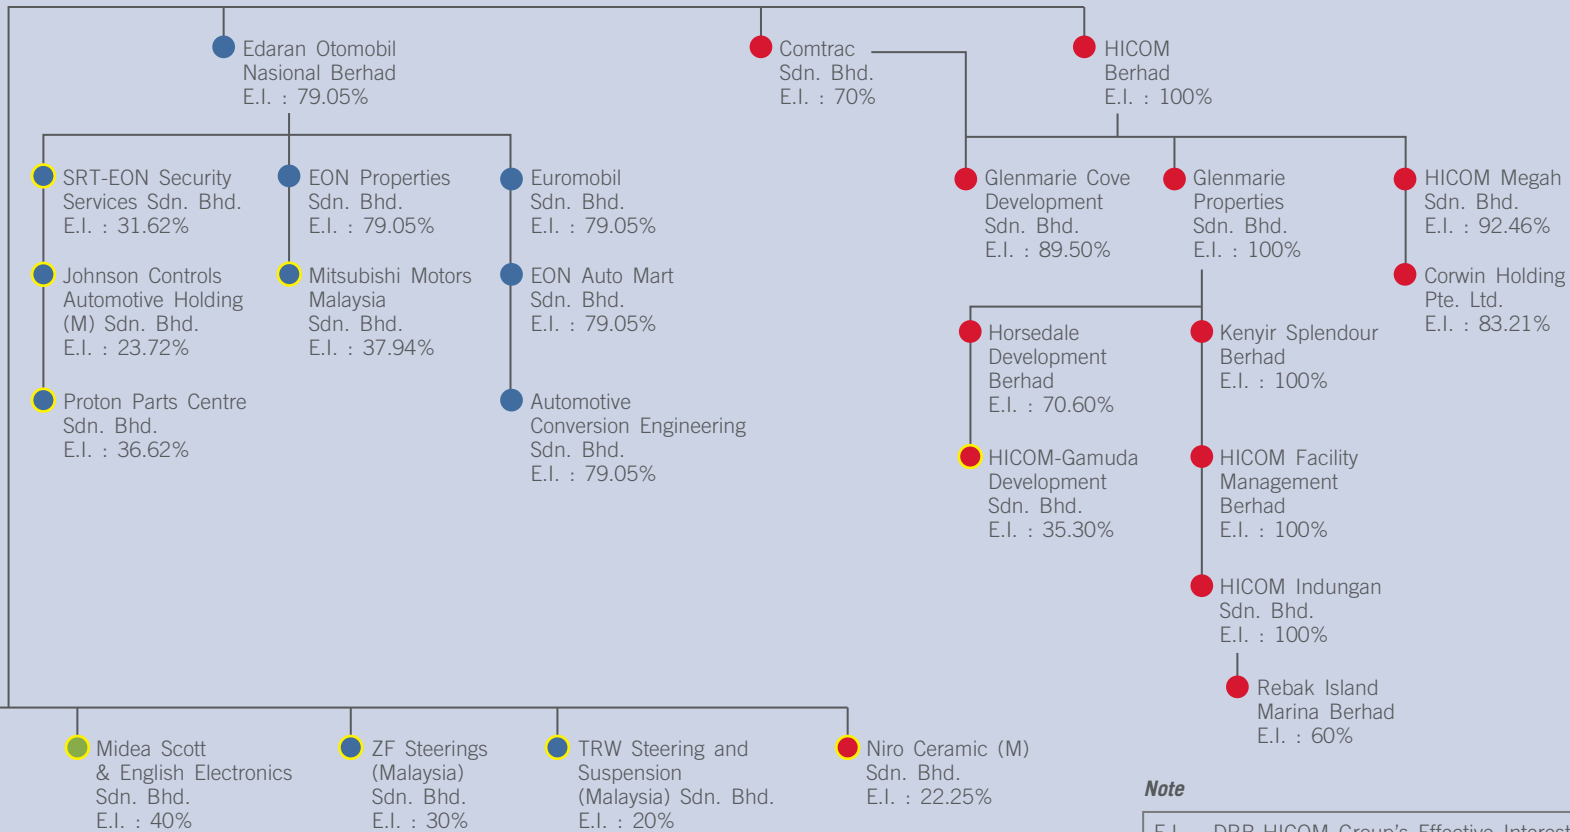 Edaran Otomobil
Nasional Berhad
E.I. : 79.05%
Comtrac
Sdn. Bhd.
E.I. : 70%
HICOM
Berhad
E.I. : 100%
SRT-EON Security
Services Sdn. Bhd.
E.I. : 31.62%
EON Properties
Sdn. Bhd.
E.I. : 79.05%
Euromobil
Sdn. Bhd.
E.I. : 79.05%
Glenmarie Cove
Development
Sdn. Bhd.
E.I. : 89.50%
Glenmarie
Properties
Sdn. Bhd.
E.I. : 100%
HICOM Megah
Sdn. Bhd.
E.I. : 92.46%
Johnson Controls
Automotive Holding
(M) Sdn. Bhd.
E.I. : 23.72%
Mitsubishi Motors
Malaysia
Sdn. Bhd.
E.I. : 37.94%
EON Auto Mart
Sdn. Bhd.
E.I. : 79.05%
Corwin Holding
Pte. Ltd.
E.I. : 83.21%
Horsedale
Development
Berhad
E.I. : 70.60%
Kenyir Splendour
Berhad
E.I. : 100%
Proton Parts Centre
Sdn. Bhd.
E.I. : 36.62%
Automotive
Conversion Engineering
Sdn. Bhd.
E.I. : 79.05%
HICOM-Gamuda
Development
Sdn. Bhd.
E.I. : 35.30%
HICOM Facility
Management
Berhad
E.I. : 100%
HICOM Indungan
Sdn. Bhd.
E.I. : 100%
Rebak Island
Marina Berhad
E.I. : 60%
Midea Scott
& English Electronics
Sdn. Bhd.
E.I. : 40%
ZF Steerings
(Malaysia)
Sdn. Bhd.
E.I. : 30%
TRW Steering and
Suspension
(Malaysia) Sdn. Bhd.
E.I. : 20%
Niro Ceramic (M)
Sdn. Bhd.
E.I. : 22.25%
Note
E.I. DRB-HICOM Group's Effective Interest